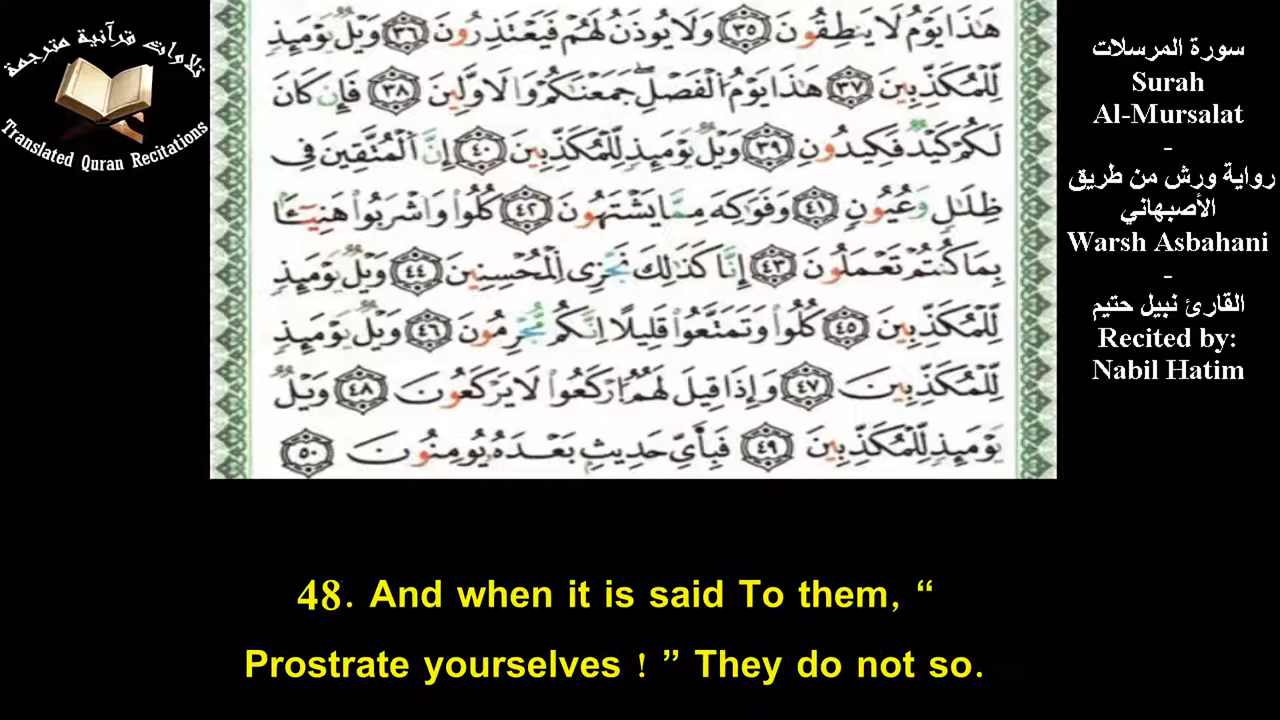 تلاوات قرآنية مترجمة
Translated Quran Recitations
هَٰذَا يَوْمُ لَا يَنطِقُونَ ٣٥ وَلَا يُوذَنُ لَهُمْ فَيَعْتَذِرُونَ ٣٦ وَيْلٌ يَوْمَئِذٍ
لِّلْمُكَذِّبِينَ ٣٧ هَٰذَا يَوْمُ الْفَصْلِ جَمَعْنَٰكُمْ وَالَاوَّلِينَ ٣٨ فَإِن كَانَ
لَكُمْ كَيْدٌ فَكِيدُونِ ٣٩ وَيْلٌ يَوْمَئِذٍ لِّلْمُكَذِّبِينَ ٤٠ إِنَّ الْمُتَّقِينَ فِى
ظِلَٰلٍ وَعُيُونٍ ٤١ وَفَوَٰكِهَ مِمَّا يَشْتَهُونَ ٤٢ كُلُوا۟ وَاشْرَبُوا۟ هَنِيٓـًٔا
بِمَا كُنتُمْ تَعْمَلُونَ ٤٣ إِنَّا كَذَٰلِكَ نَجْزِى الْمُحْسِنِينَ ٤٤ وَيْلٌ يَوْمَئِذٍ
لِّلْمُكَذِّبِينَ ٤٥ كُلُوا۟ وَتَمَتَّعُوا۟ قَلِيلًا اِنَّكُم مُّجْرِمُونَ ٤٦ وَيْلٌ يَوْمَئِذٍ
لِّلْمُكَذِّبِينَ ٤٧ وَإِذَا قِيلَ لَهُمُ ارْكَعُوا۟ لَا يَرْكَعُونَ ٤٨ وَيْلٌ
يَوْمَئِذٍ لِّلْمُكَذِّبِينَ ٤٩ فَبِأَىِّ حَدِيثٍ بَعْدَهُۥ يُومِنُونَ ٥٠
سورة المرسلات
Surah
Al-Mursalat
-
رواية ورش من طريق
الأصبهاني
Warsh Asbahani
-
القارئ نبيل حتيم
Recited by:
Nabil Hatim
48. And when it is said To them, “
Prostrate yourselves ! ” They do not so.